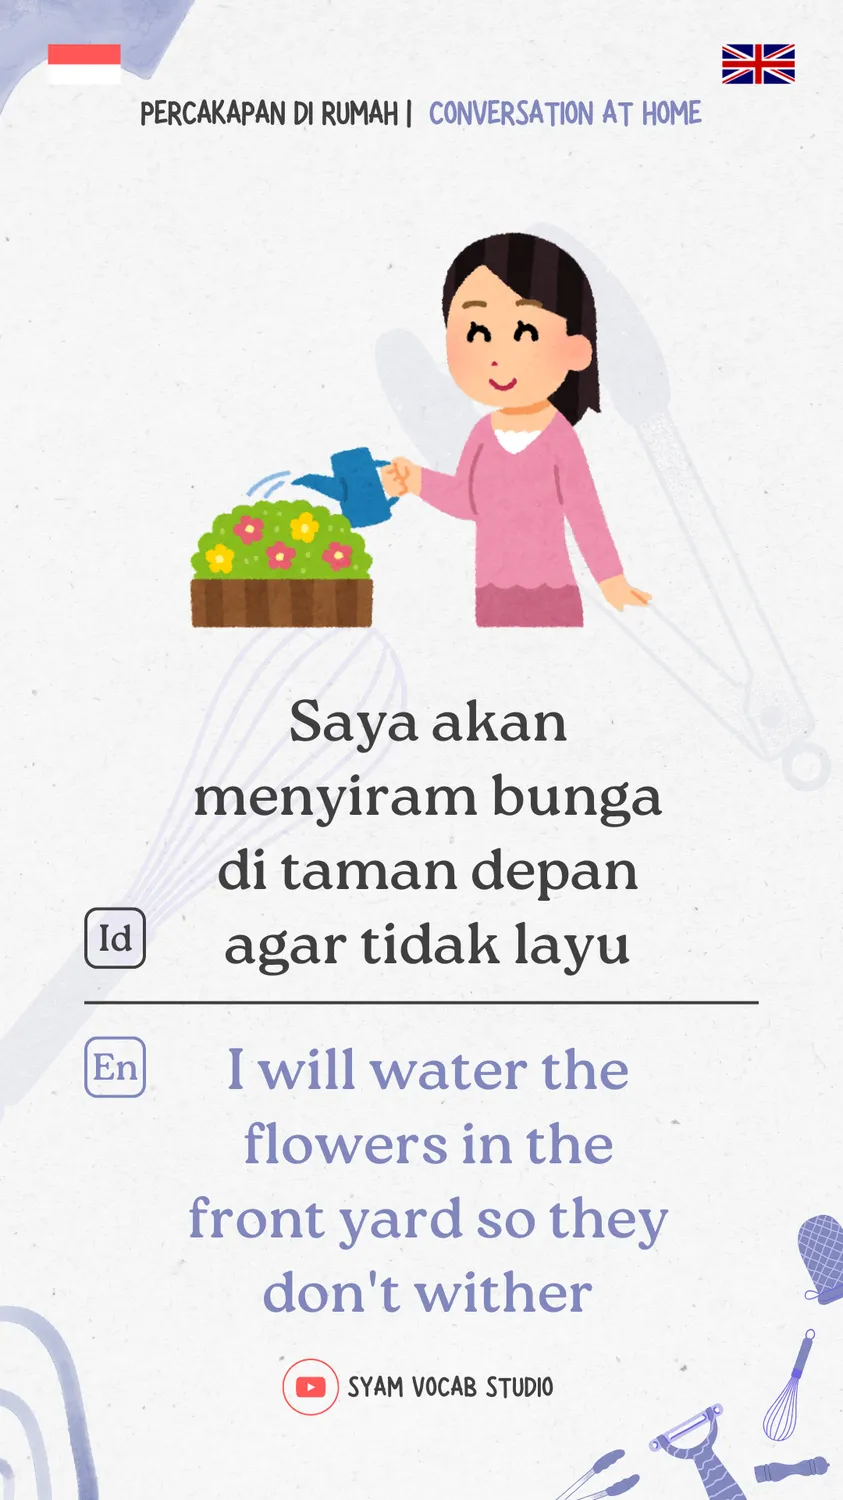 PERCAKAPAN DI RUMAH | CONVERSATION AT HOME
Saya akan
menyiram bunga
di taman depan
agar tidak layu
Id
En
I will water the
flowers in the
front yard so they
don't wither
SYAM VOCAB STUDIO